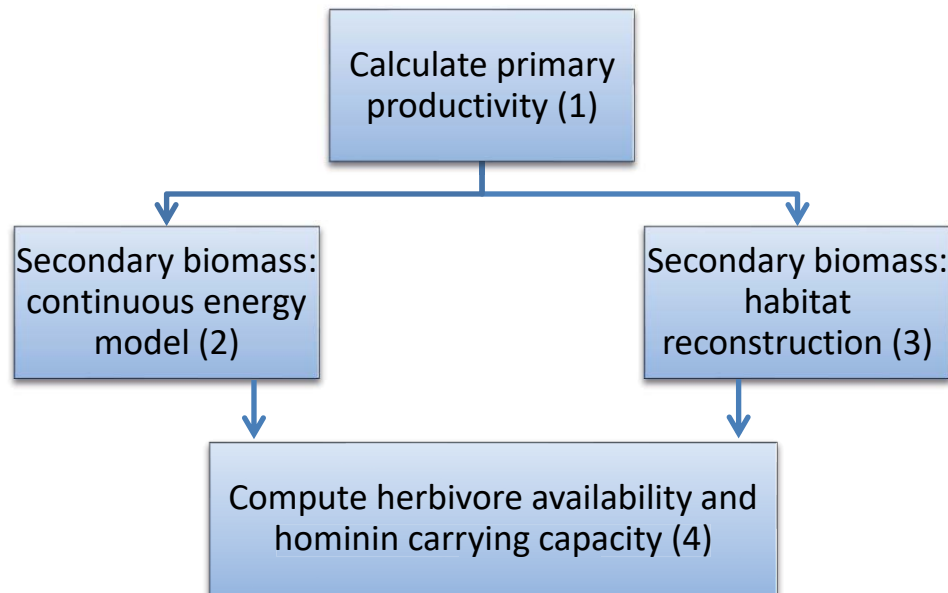 Calculate primary
productivity (1)
Secondary biomass:
continuous energy
model (2)
Secondary biomass:
habitat
reconstruction (3)
Compute herbivore availability and
hominin carrying capacity (4)